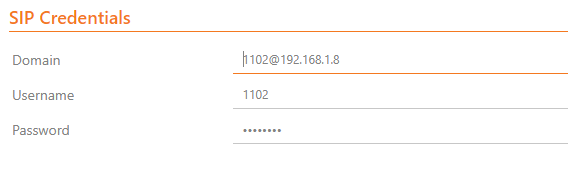 SIP Credentials
Domain 1102@192.168.1.8
Username 1102
Password ••••••••